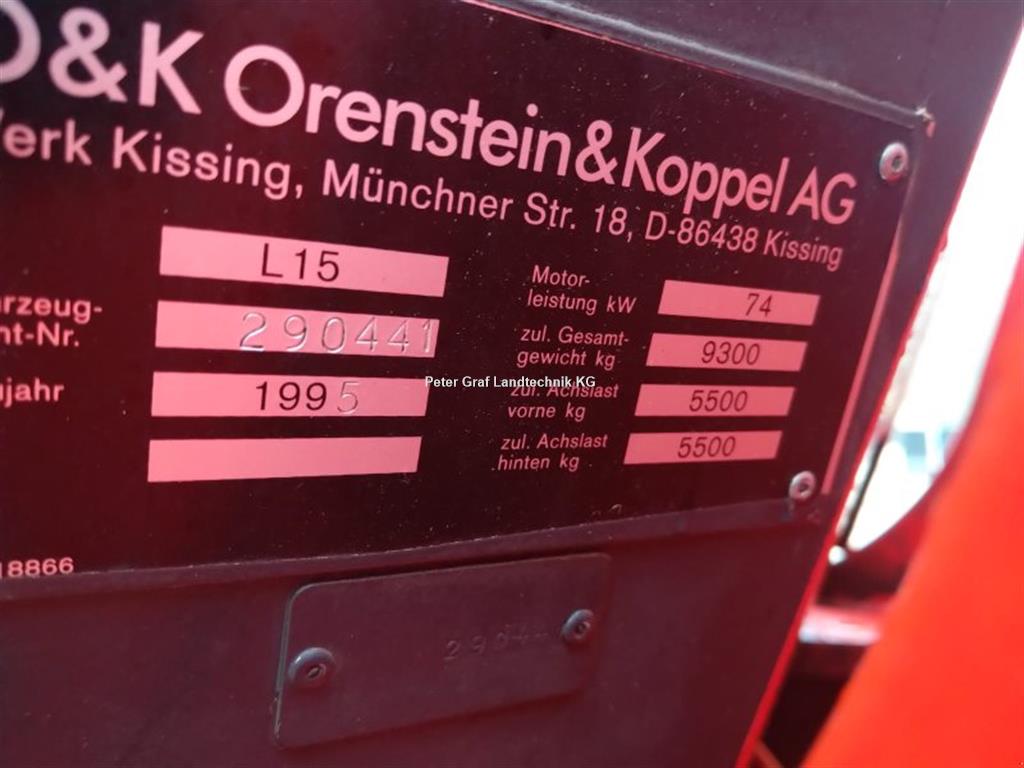 O&K Orenstein&Koppel AG
Werk Kissing, Münchner Str. 18, D-86438 Kissing
L15
rzeug-
nt-Nr. 290441
jahr 1995
Motor-
leistung kW 74
zul. Gesamt-
gewicht kg 9300
zul. Achslast
vorne kg 5500
zul. Achslast
hinten kg 5500
Peter Graf Landtechnik KG
18866